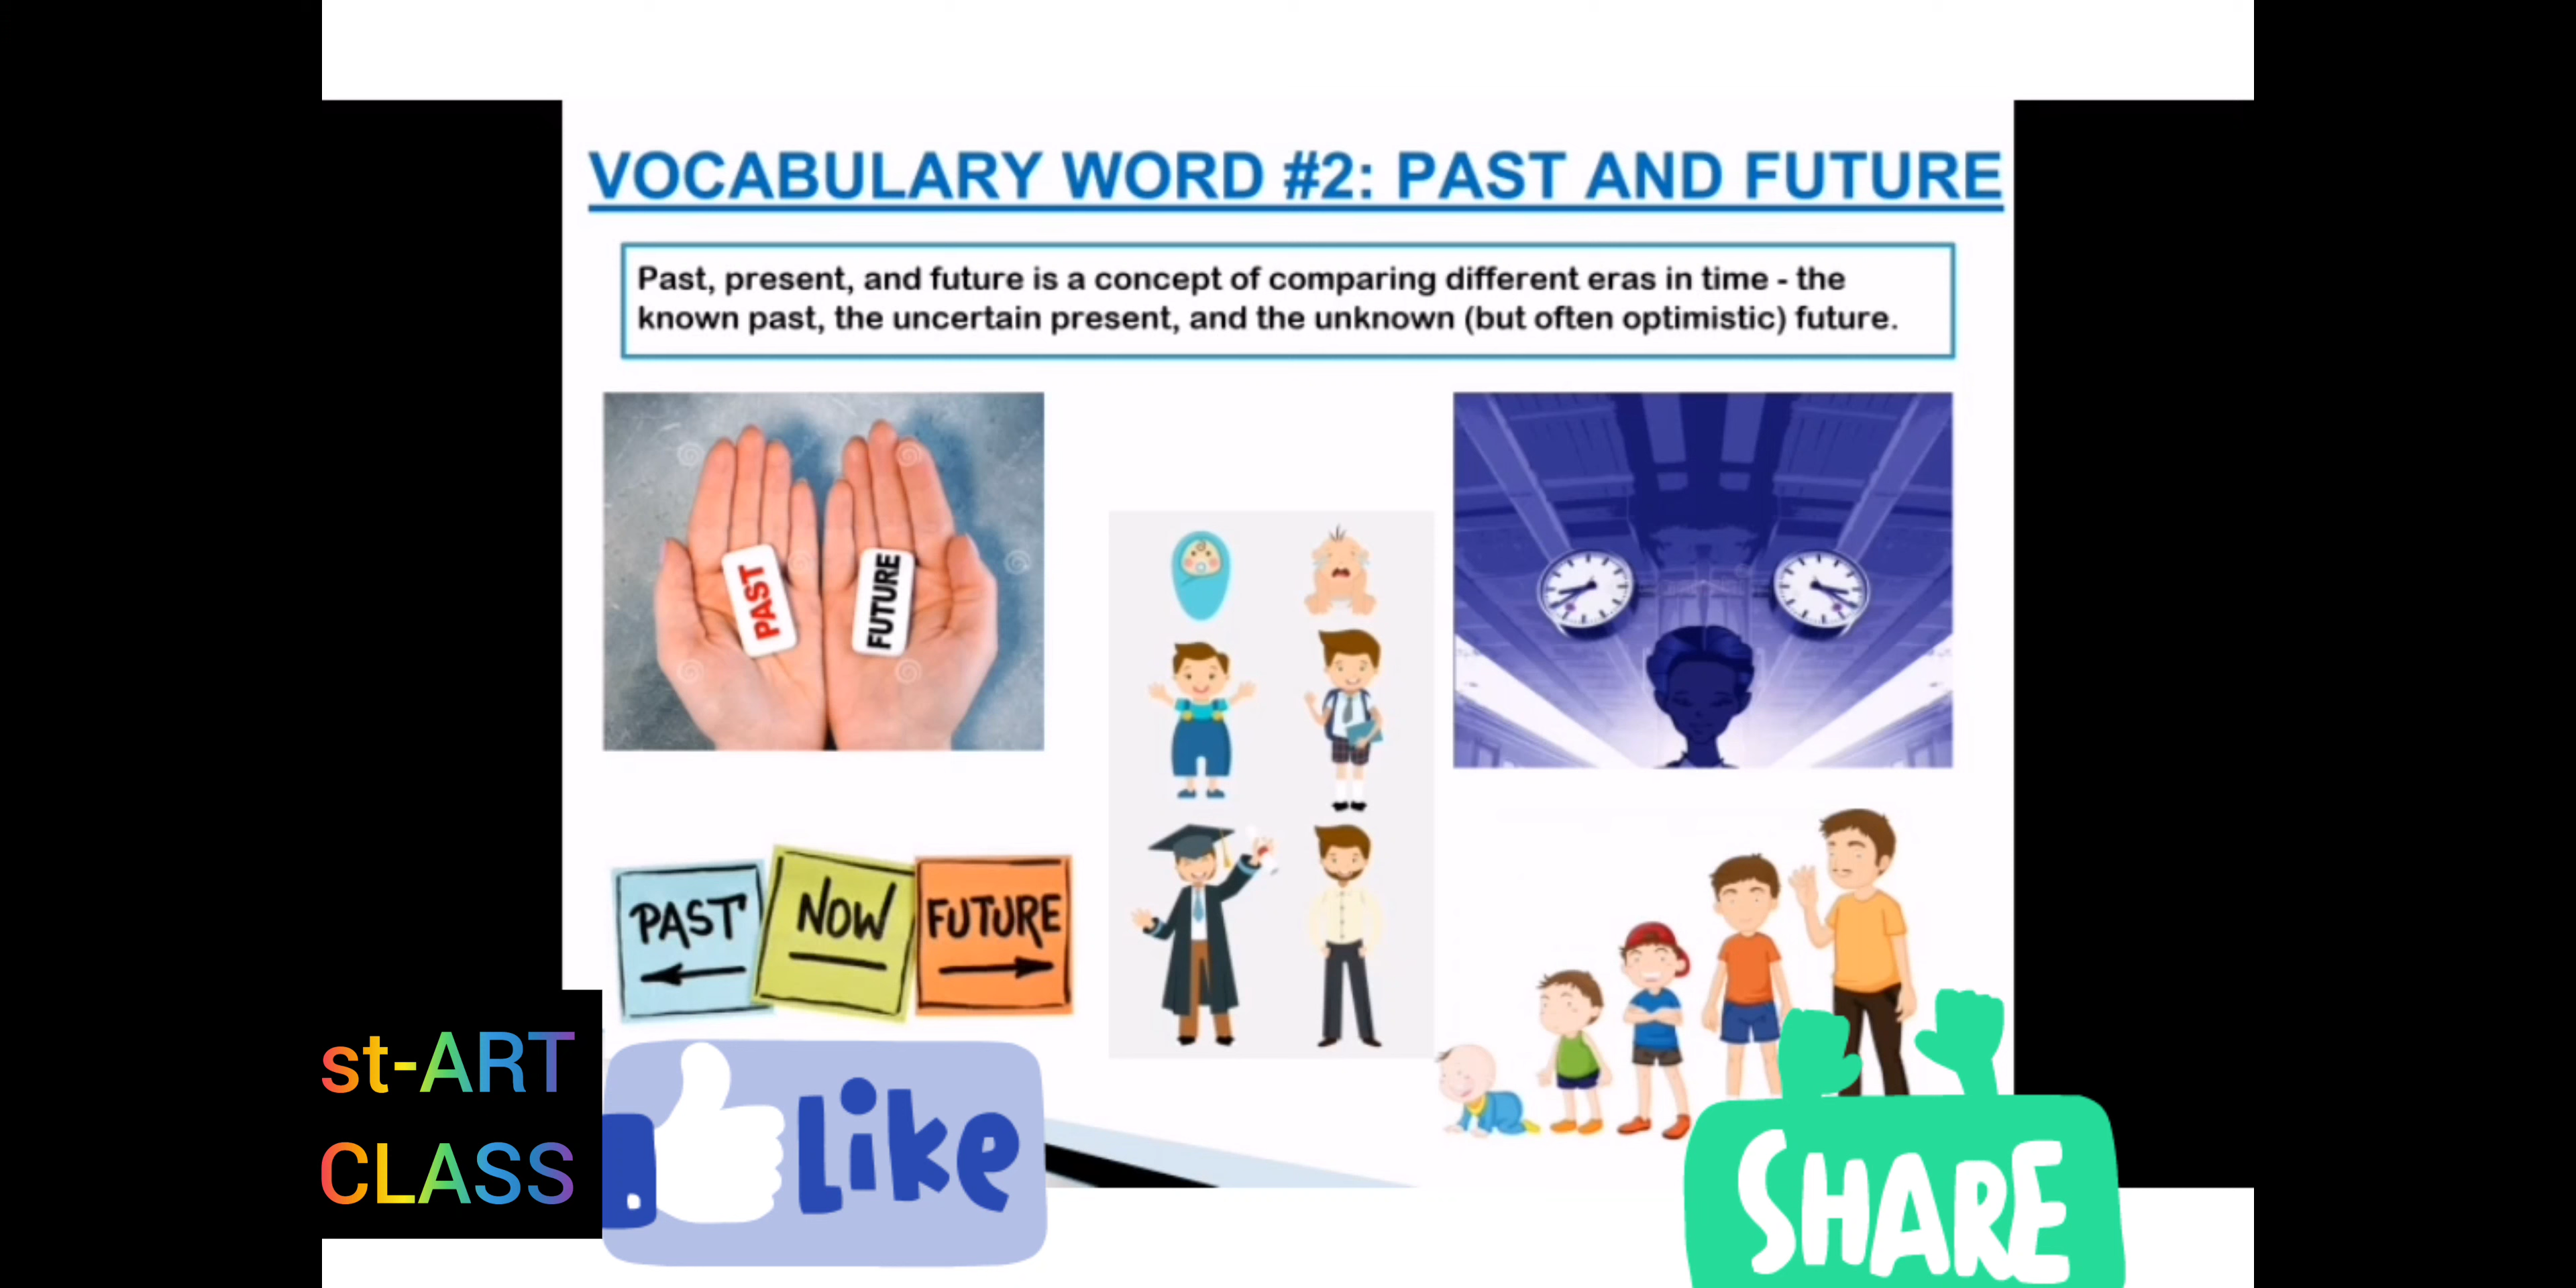 VOCABULARY WORD #2: PAST AND FUTURE
Past, present, and future is a concept of comparing different eras in time - the
known past, the uncertain present, and the unknown (but often optimistic) future.
PAST
FUTURE
PAST
NOW
FUTURE
st-ART
CLASS
Like
SHARE